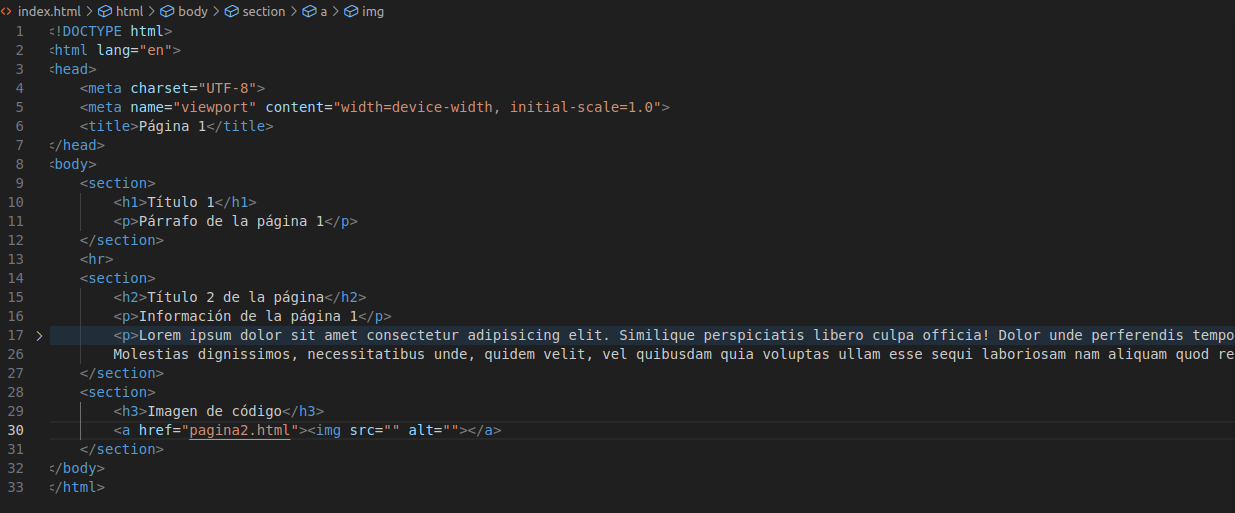 index.html > html > body > section > a > img
1 <!DOCTYPE html>
2 <html lang="en">
3 <head>
4 <meta charset="UTF-8">
5 <meta name="viewport" content="width=device-width, initial-scale=1.0">
6 <title>Página 1</title>
7 </head>
8 <body>
9 <section>
10 <h1>Título 1</h1>
11 <p>Párrafo de la página 1</p>
12 </section>
13 <hr>
14 <section>
15 <h2>Título 2 de la página</h2>
16 <p>Información de la página 1</p>
17 <p>Lorem ipsum dolor sit amet consectetur adipisicing elit. Similique perspiciatis libero culpa officia! Dolor unde perferendis tempo
26 Molestias dignissimos, necessitatibus unde, quidem velit, vel quibusdam quia voluptas ullam esse sequi laboriosam nam aliquam quod re
27 </section>
28 <section>
29 <h3>Imagen de código</h3>
30 <a href="pagina2.html"><img src="" alt=""></a>
31 </section>
32 </body>
33 </html>